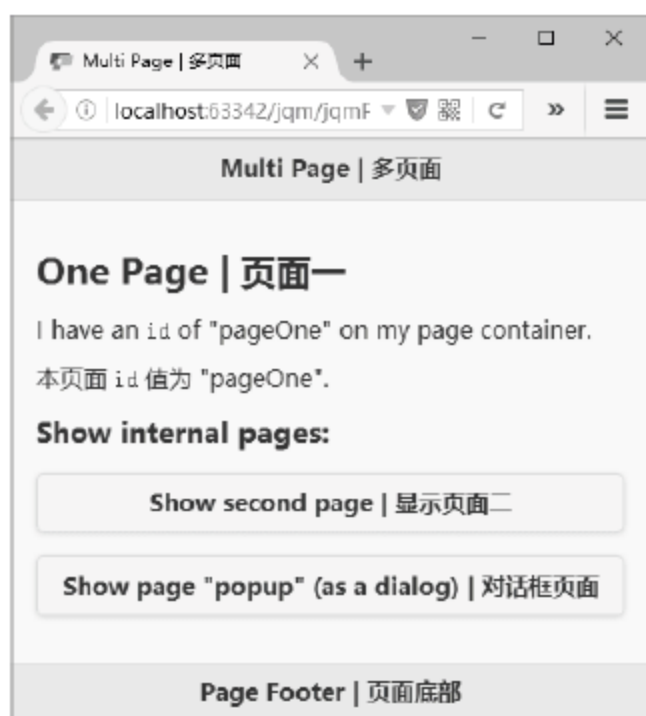 Multi Page | 多页面
localhost:63342/jqm/jqmF
Multi Page | 多页面
One Page | 页面一
I have an id of "pageOne" on my page container.
本页面 id 值为 "pageOne".
Show internal pages:
Show second page | 显示页面二
Show page "popup" (as a dialog) | 对话框页面
Page Footer | 页面底部